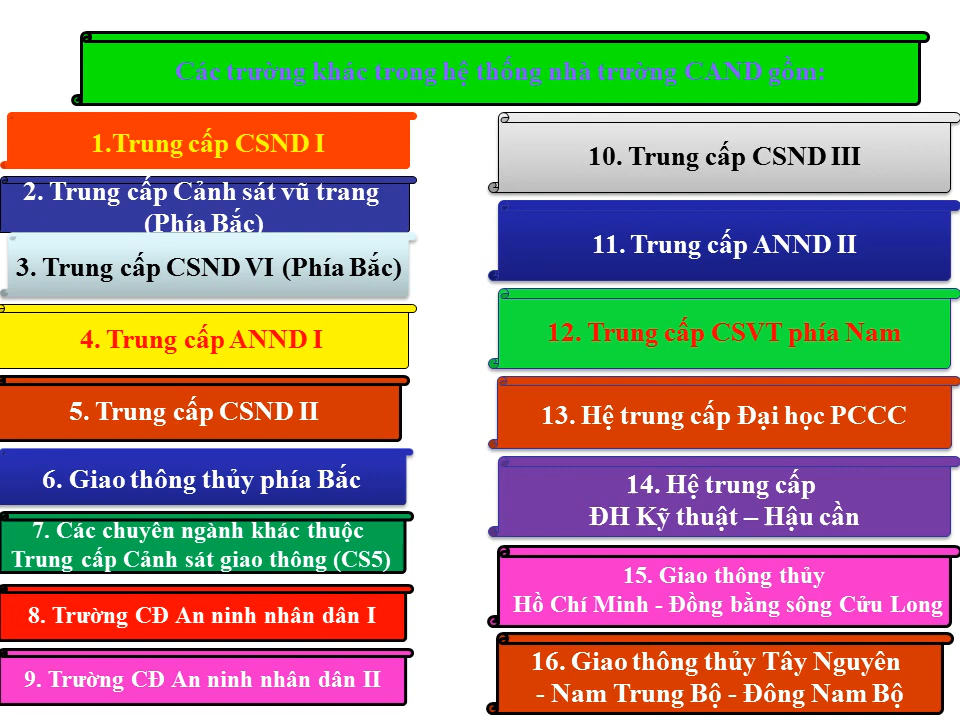 Các trường khác trong hệ thống nhà trường CAND gồm:
1.Trung cấp CSND I
2. Trung cấp Cảnh sát vũ trang
(Phía Bắc)
3. Trung cấp CSND VI (Phía Bắc)
4. Trung cấp ANND I
5. Trung cấp CSND II
6. Giao thông thủy phía Bắc
7. Các chuyên ngành khác thuộc
Trung cấp Cảnh sát giao thông (CS5)
8. Trường CĐ An ninh nhân dân I
9. Trường CĐ An ninh nhân dân II
10. Trung cấp CSND III
11. Trung cấp ANND II
12. Trung cấp CSVT phía Nam
13. Hệ trung cấp Đại học PCCC
14. Hệ trung cấp
ĐH Kỹ thuật – Hậu cần
15. Giao thông thủy
Hồ Chí Minh - Đồng bằng sông Cửu Long
16. Giao thông thủy Tây Nguyên
- Nam Trung Bộ - Đông Nam Bộ